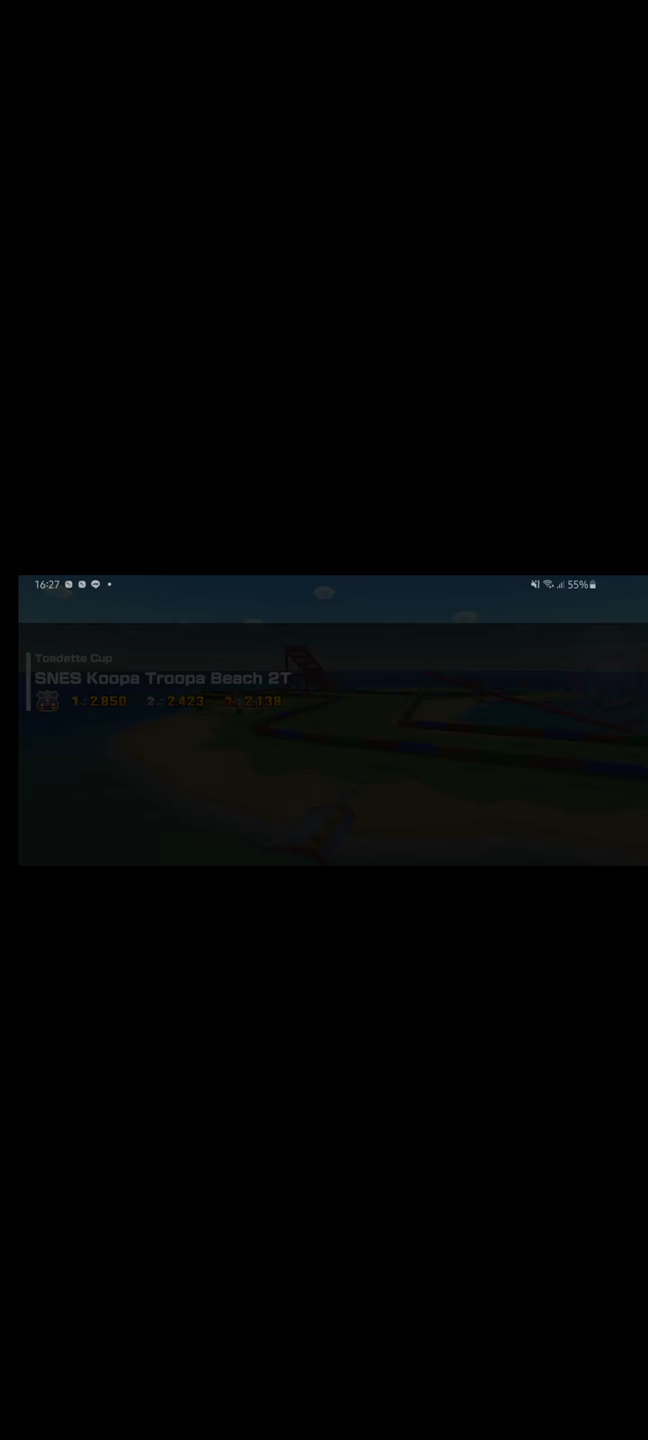 16:27 55%
Toadette Cup
SNES Koopa Troopa Beach 2T
1.: 2,850 2.: 2,423 3.: 2,138